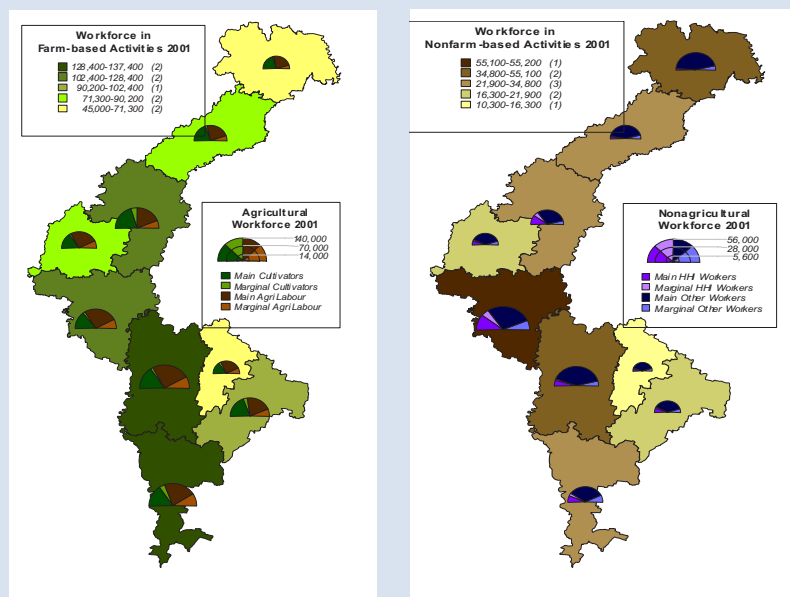 Workforce in
Farm-based Activities 2001
128,400-137,400 (2)
102,400-128,400 (2)
90,200-102,400 (1)
71,300-90,200 (2)
45,000-71,300 (2)
Agricultural
Workforce 2001
140,000
70,000
14,000
Main Cultivators
Marginal Cultivators
Main Agri Labour
Marginal Agri Labour
Workforce in
Nonfarm-based Activities 2001
55,100-55,200 (1)
34,800-55,100 (2)
21,900-34,800 (3)
16,300-21,900 (2)
10,300-16,300 (1)
Nonagricultural
Workforce 2001
56,000
28,000
5,600
Main HHI Workers
Marginal HHI Workers
Main Other Workers
Marginal Other Workers